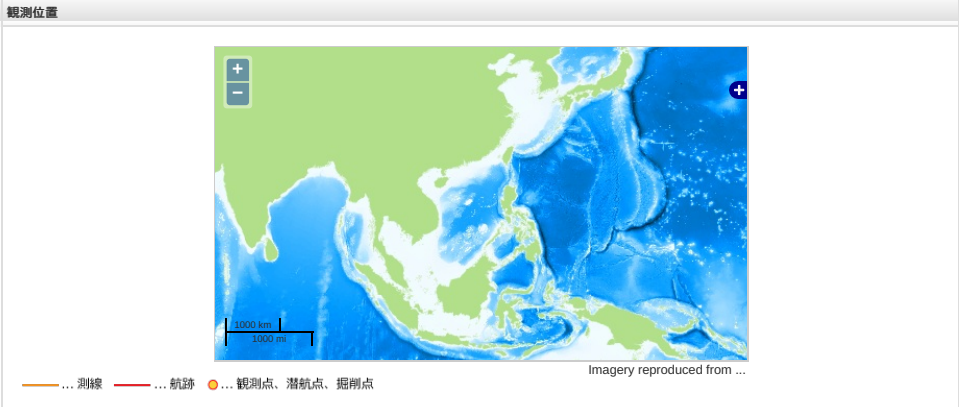 観測位置
+
−
+
1000 km
1000 mi
Imagery reproduced from ...
... 測線 ... 航跡 ... 観測点、潜航点、掘削点